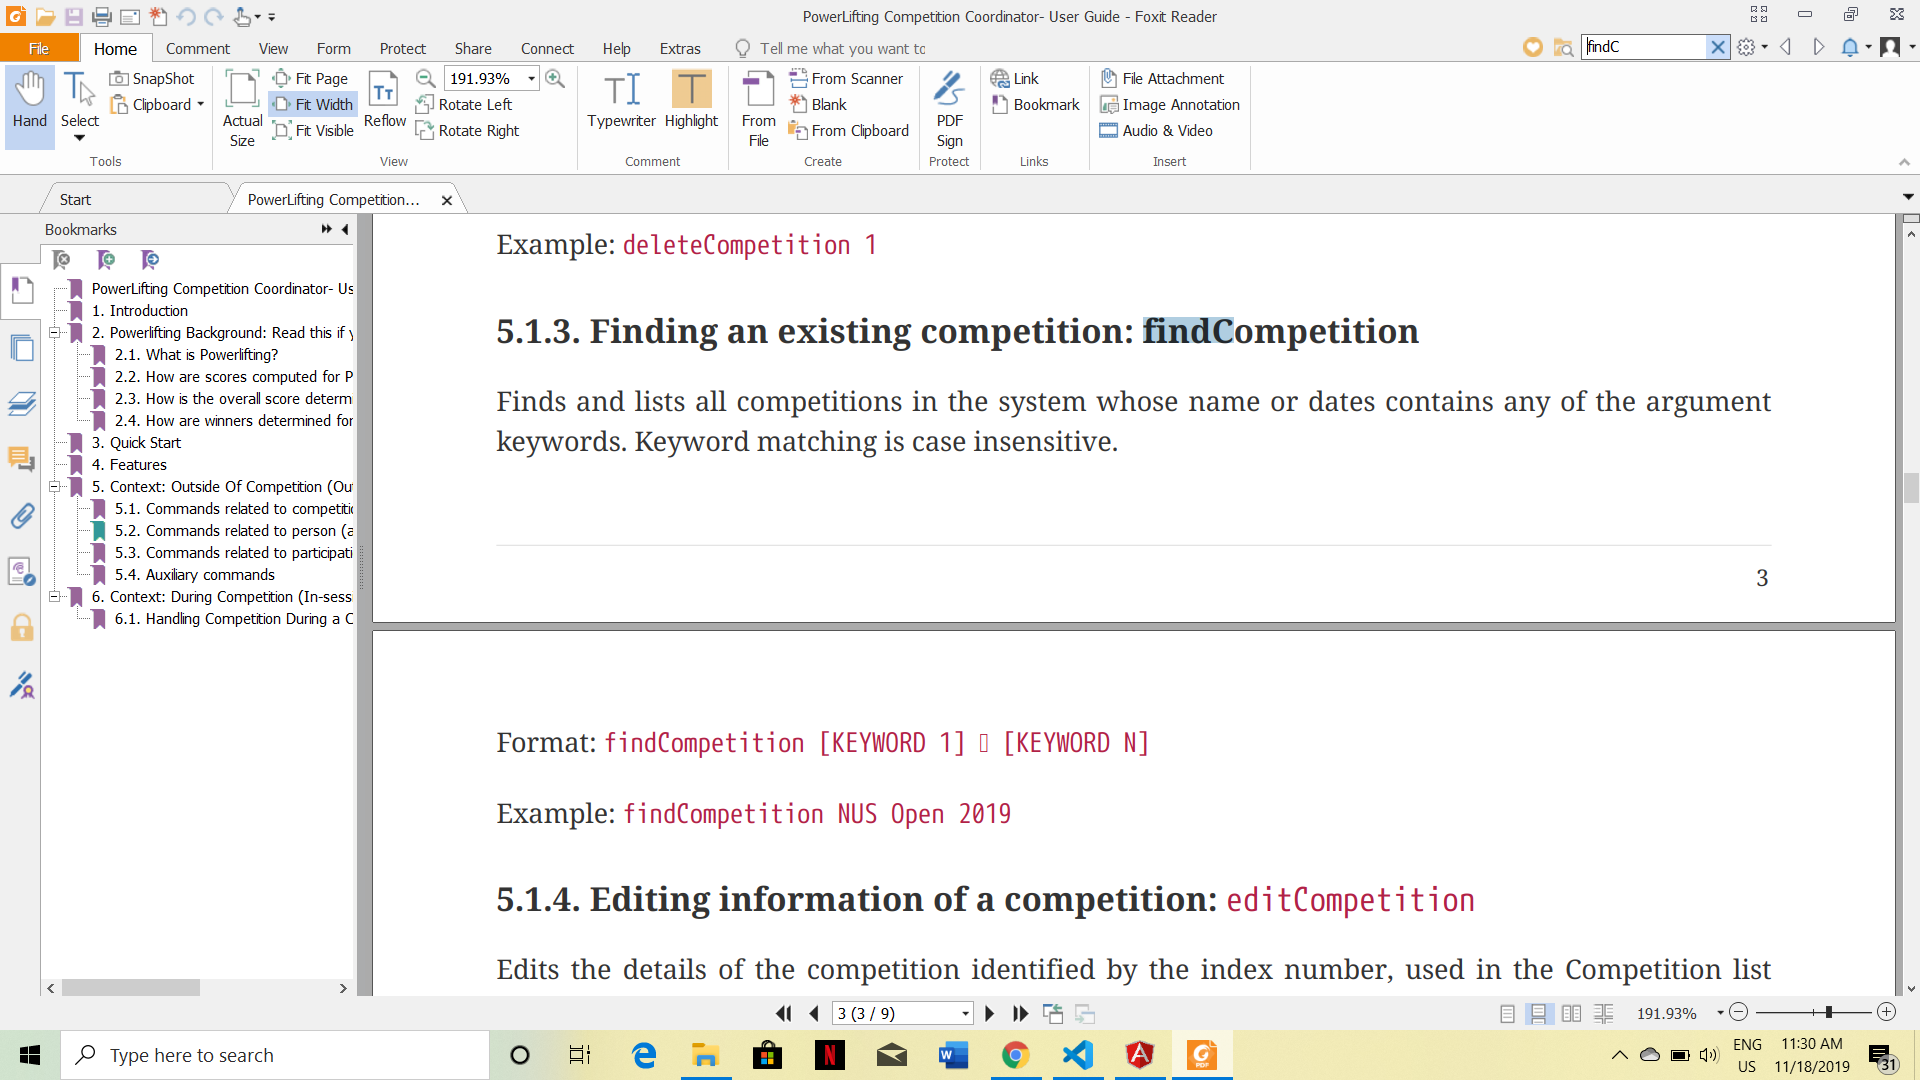 PowerLifting Competition Coordinator- User Guide - Foxit Reader
File Home Comment View Form Protect Share Connect Help Extras Tell me what you want to
findC
Hand
Select
SnapShot
Clipboard
Tools
Actual Size
Fit Page
Fit Width
Fit Visible
Reflow
191.93%
Rotate Left
Rotate Right
View
Typewriter
Highlight
Comment
From File
From Scanner
Blank
From Clipboard
Create
PDF Sign
Protect
Link
Bookmark
Links
File Attachment
Image Annotation
Audio & Video
Insert
Start
PowerLifting Competition...
Bookmarks
PowerLifting Competition Coordinator- Us
1. Introduction
2. Powerlifting Background: Read this if y
2.1. What is Powerlifting?
2.2. How are scores computed for P
2.3. How is the overall score determ
2.4. How are winners determined for
3. Quick Start
4. Features
5. Context: Outside Of Competition (Ou
5.1. Commands related to competiti
5.2. Commands related to person (a
5.3. Commands related to participati
5.4. Auxiliary commands
6. Context: During Competition (In-sess
6.1. Handling Competition During a C
Example: deleteCompetition 1
5.1.3. Finding an existing competition: findCompetition
Finds and lists all competitions in the system whose name or dates contains any of the argument
keywords. Keyword matching is case insensitive.
3
Format: findCompetition [KEYWORD 1] ▯ [KEYWORD N]
Example: findCompetition NUS Open 2019
5.1.4. Editing information of a competition: editCompetition
Edits the details of the competition identified by the index number, used in the Competition list
3 (3 / 9)
191.93%
Type here to search
ENG
US
11:30 AM
11/18/2019
31